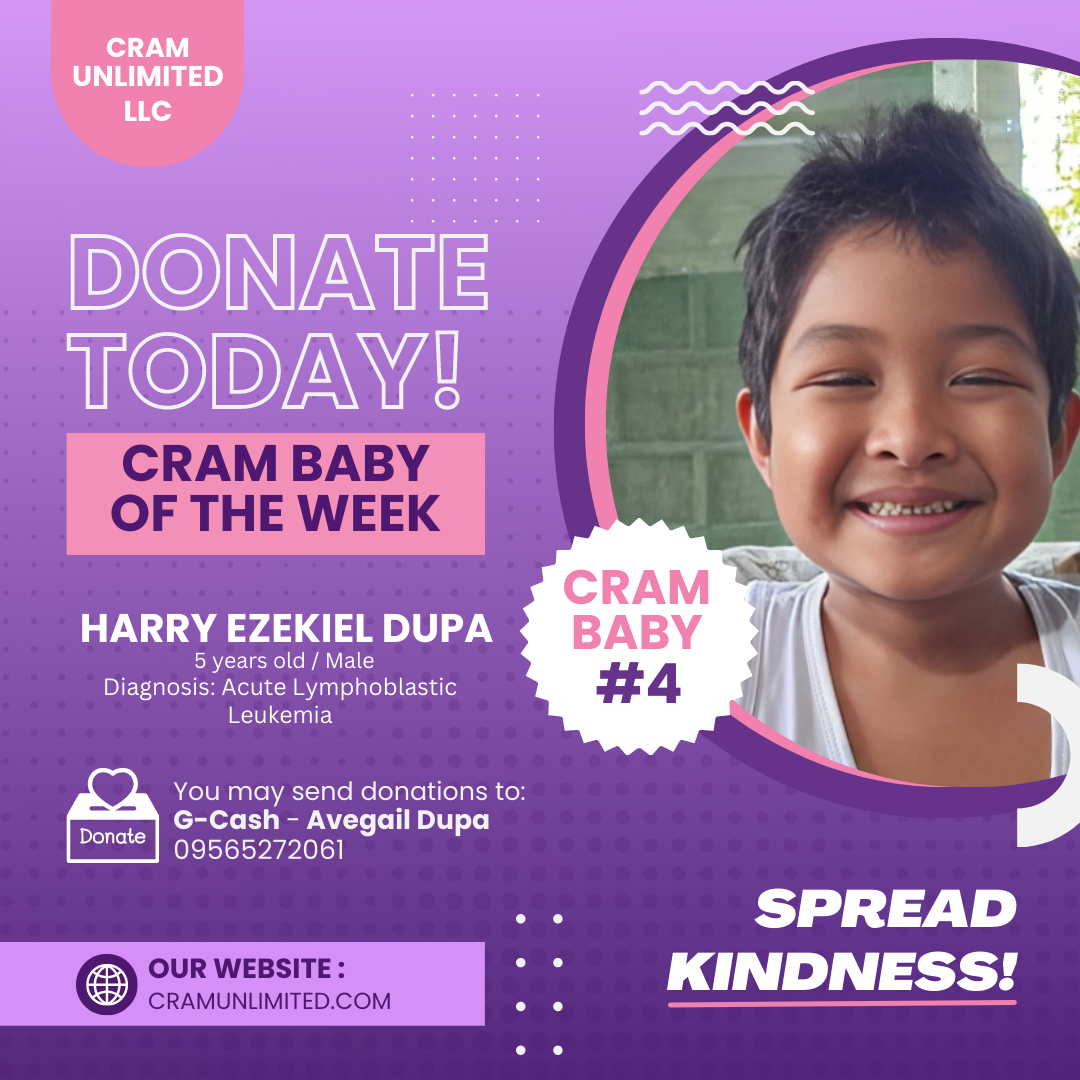 CRAM
UNLIMITED
LLC
DONATE
TODAY!
CRAM BABY
OF THE WEEK
HARRY EZEKIEL DUPA
5 years old / Male
Diagnosis: Acute Lymphoblastic
Leukemia
CRAM
BABY
#4
Donate
You may send donations to:
G-Cash - Avegail Dupa
09565272061
SPREAD
KINDNESS!
OUR WEBSITE :
CRAMUNLIMITED.COM